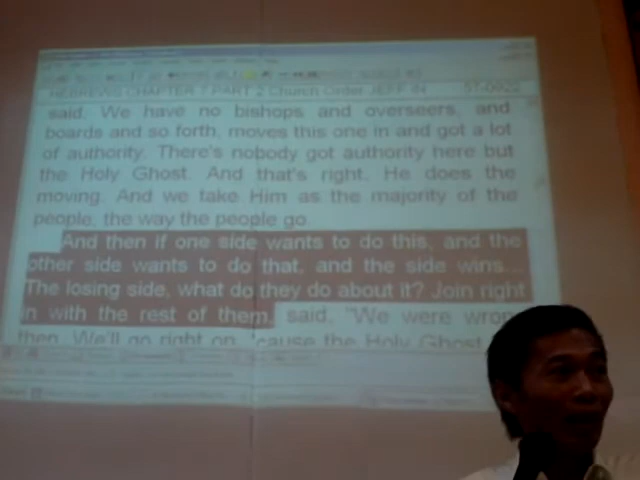 HEBREWS CHAPTER 7 PART 2 Church Order JEFF IN 57-0922
said. We have no bishops and overseers, and
boards and so forth, moves this one in and got a lot
of authority. There's nobody got authority here but
the Holy Ghost. And that's right. He does the
moving. And we take Him as the majority of the
people; the way the people go.
And then if one side wants to do this, and the
other side wants to do that, and the side wins...
The losing side, what do they do about it? Join right
in with the rest of them, said, "We were wrong
then. We'll go right on, 'cause the Holy Ghost